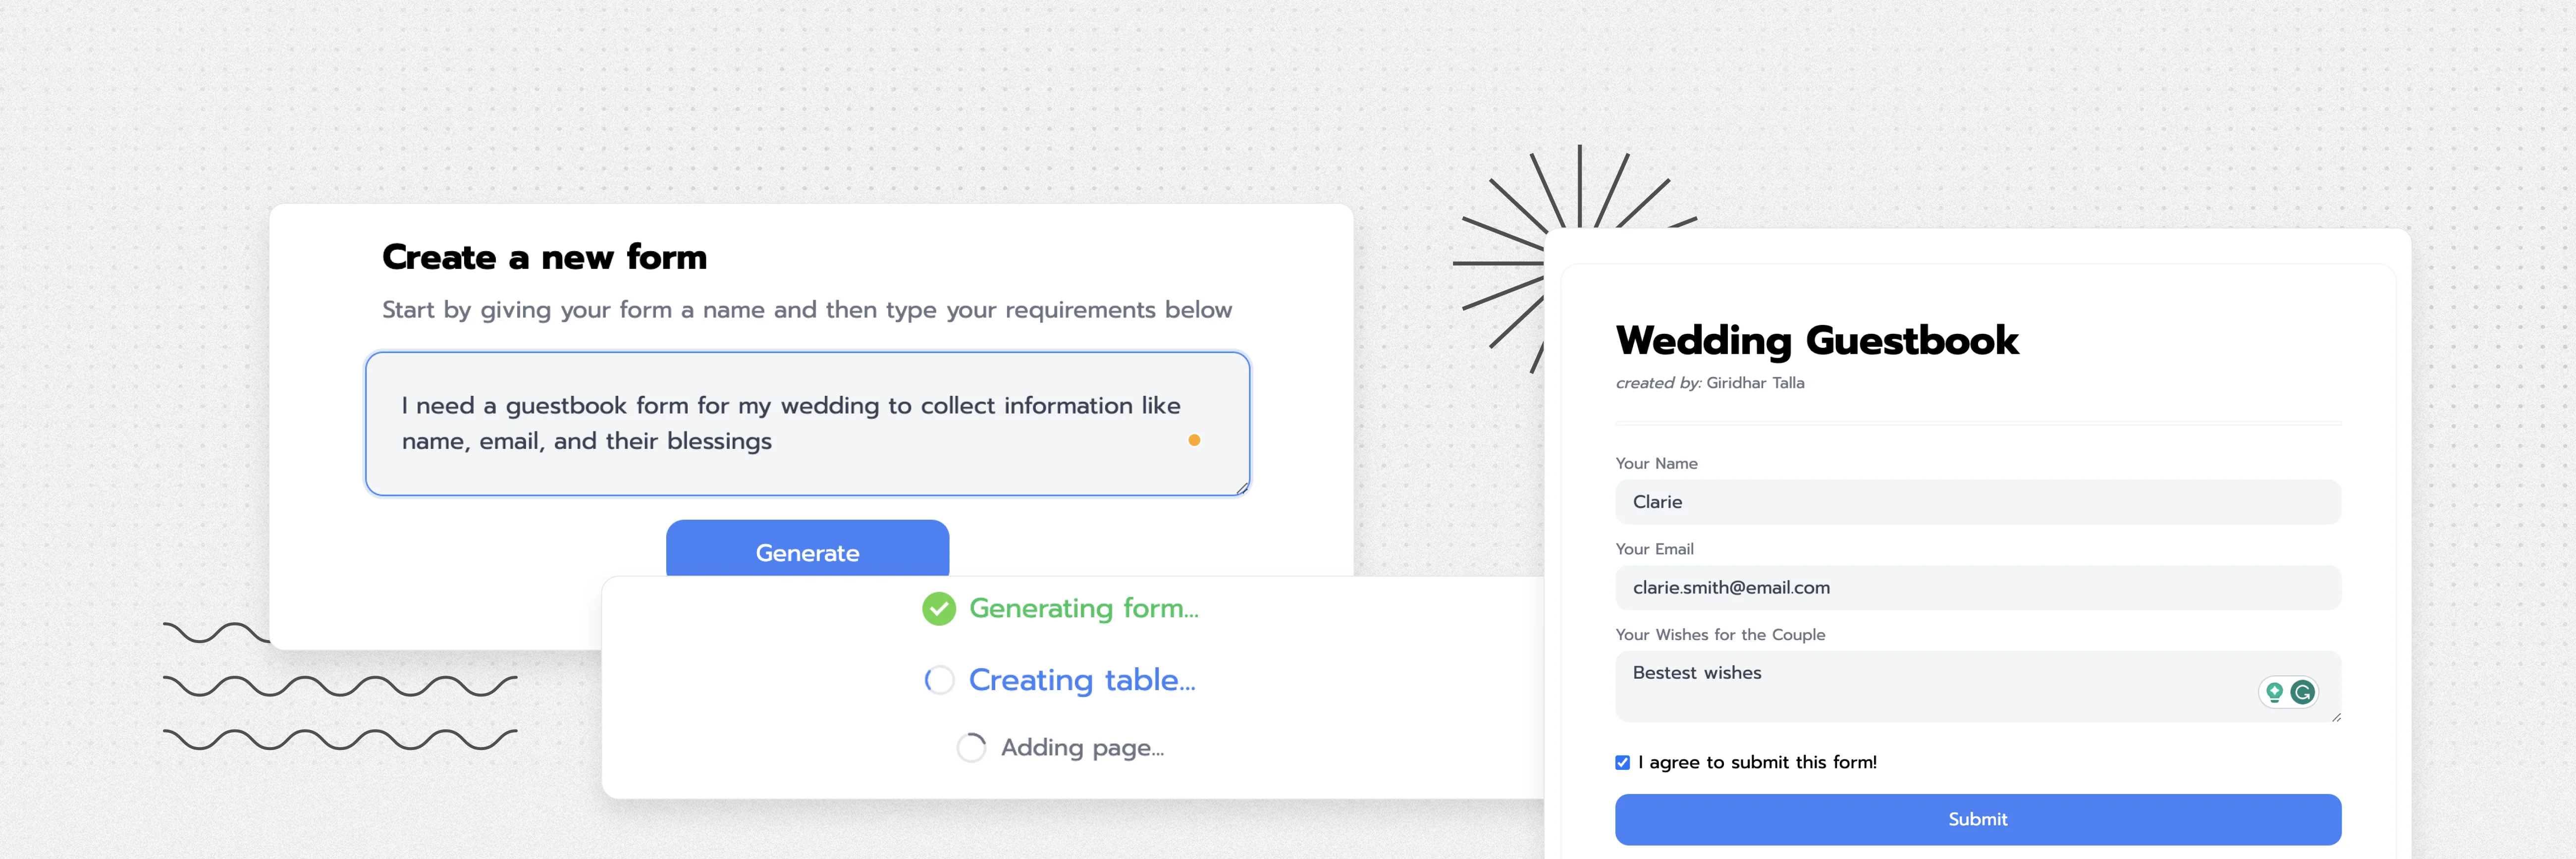 Create a new form
Start by giving your form a name and then type your requirements below
I need a guestbook form for my wedding to collect information like
name, email, and their blessings
Generate
Generating form...
Creating table...
Adding page...
Wedding Guestbook
created by: Giridhar Talla
Your Name
Clarie
Your Email
clarie.smith@email.com
Your Wishes for the Couple
Bestest wishes
I agree to submit this form!
Submit